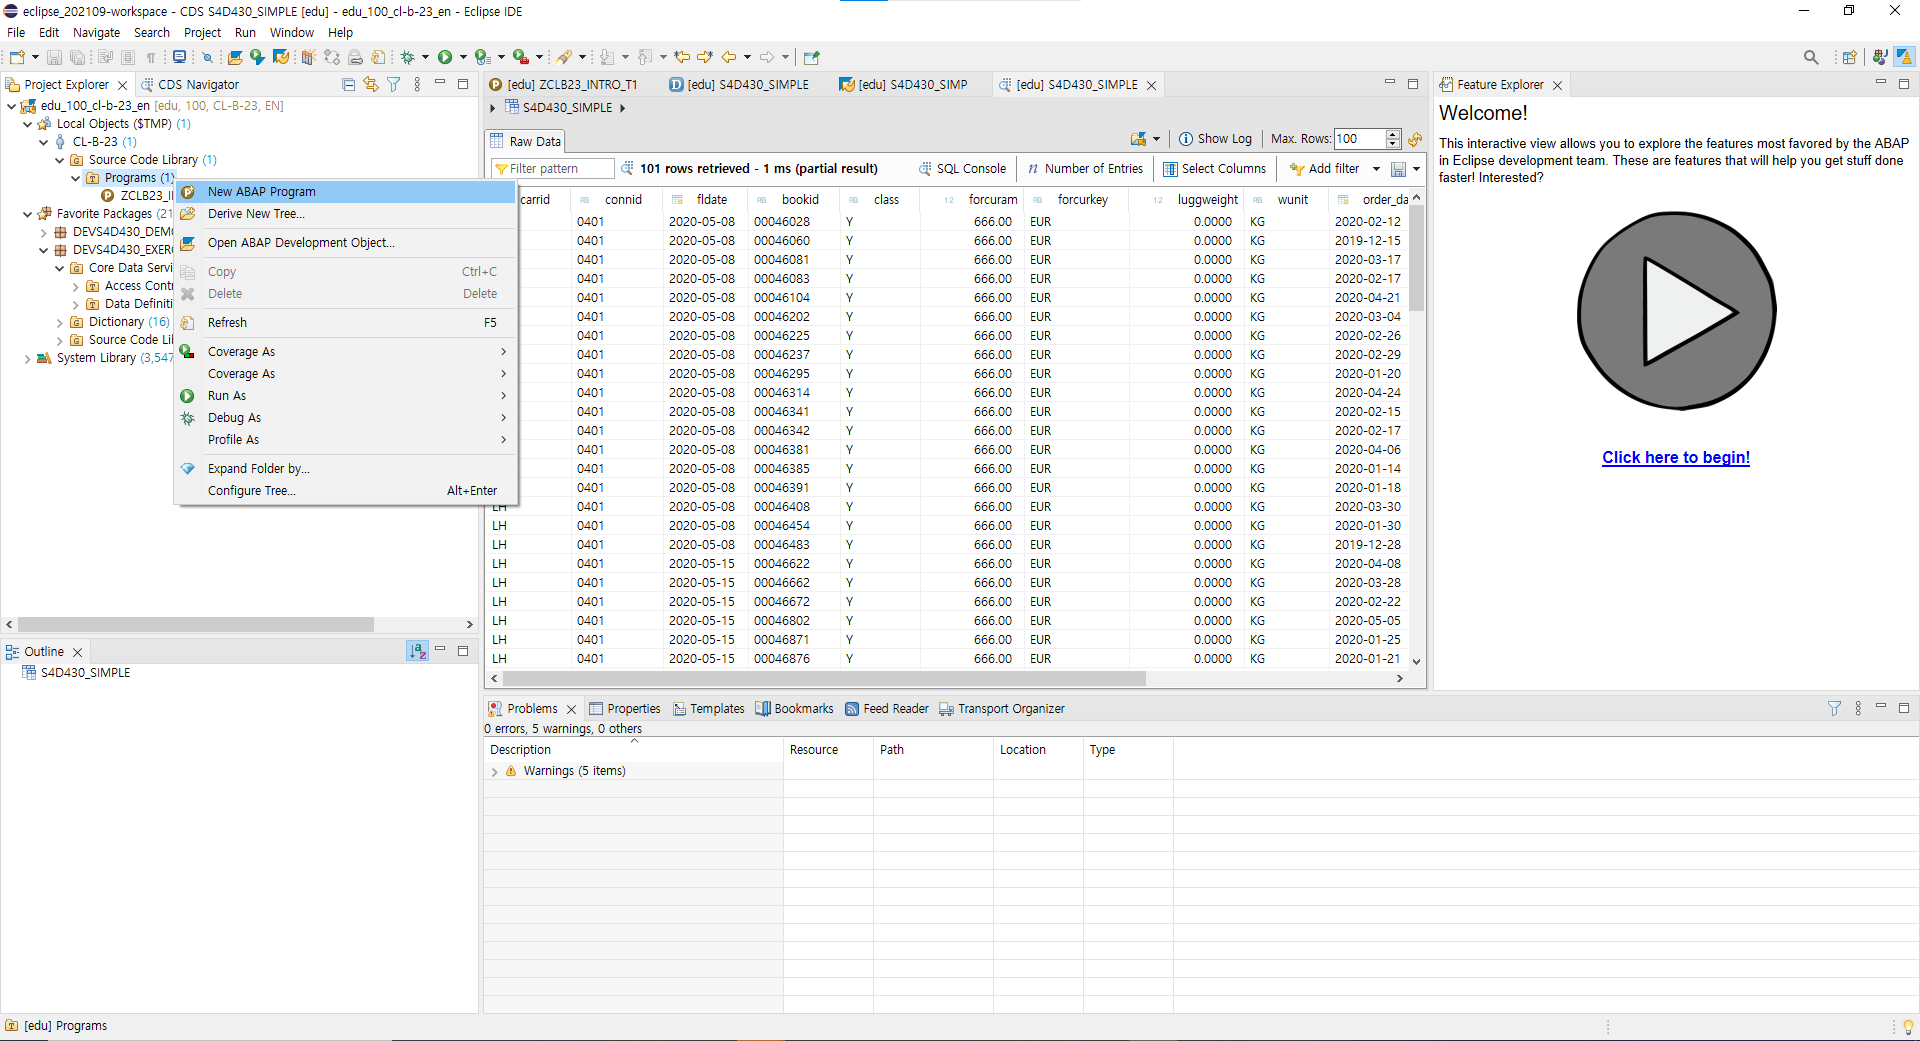 eclipse_202109-workspace - CDS S4D430_SIMPLE [edu] - edu_100_cl-b-23_en - Eclipse IDE
File Edit Navigate Search Project Run Window Help
Project Explorer CDS Navigator
edu_100_cl-b-23_en [edu, 100, CL-B-23, EN]
Local Objects ($TMP) (1)
CL-B-23 (1)
Source Code Library (1)
Programs (1)
ZCLB23_I
Favorite Packages (21
DEVS4D430_DEM
DEVS4D430_EXER
Core Data Servi
Access Cont
Data Definiti
Dictionary (16)
Source Code Li
System Library (3,547
New ABAP Program
Derive New Tree...
Open ABAP Development Object...
Copy Ctrl+C
Delete Delete
Refresh F5
Coverage As
Coverage As
Run As
Debug As
Profile As
Expand Folder by...
Configure Tree... Alt+Enter
Outline
S4D430_SIMPLE
[edu] ZCLB23_INTRO_T1 [edu] S4D430_SIMPLE [edu] S4D430_SIMP [edu] S4D430_SIMPLE
S4D430_SIMPLE
Raw Data Show Log Max. Rows: 100
Filter pattern 101 rows retrieved - 1 ms (partial result) SQL Console Number of Entries Select Columns Add filter
carrid connid fldate bookid class forcuram forcurkey luggweight wunit order_da
0401 2020-05-08 00046028 Y 666.00 EUR 0.0000 KG 2020-02-12
0401 2020-05-08 00046060 Y 666.00 EUR 0.0000 KG 2019-12-15
0401 2020-05-08 00046081 Y 666.00 EUR 0.0000 KG 2020-03-17
0401 2020-05-08 00046083 Y 666.00 EUR 0.0000 KG 2020-02-17
0401 2020-05-08 00046104 Y 666.00 EUR 0.0000 KG 2020-04-21
0401 2020-05-08 00046202 Y 666.00 EUR 0.0000 KG 2020-03-04
0401 2020-05-08 00046225 Y 666.00 EUR 0.0000 KG 2020-02-26
0401 2020-05-08 00046237 Y 666.00 EUR 0.0000 KG 2020-02-29
0401 2020-05-08 00046295 Y 666.00 EUR 0.0000 KG 2020-01-20
0401 2020-05-08 00046314 Y 666.00 EUR 0.0000 KG 2020-04-24
0401 2020-05-08 00046341 Y 666.00 EUR 0.0000 KG 2020-02-15
0401 2020-05-08 00046342 Y 666.00 EUR 0.0000 KG 2020-02-17
0401 2020-05-08 00046381 Y 666.00 EUR 0.0000 KG 2020-04-06
0401 2020-05-08 00046385 Y 666.00 EUR 0.0000 KG 2020-01-14
0401 2020-05-08 00046391 Y 666.00 EUR 0.0000 KG 2020-01-18
LH 0401 2020-05-08 00046408 Y 666.00 EUR 0.0000 KG 2020-03-30
LH 0401 2020-05-08 00046454 Y 666.00 EUR 0.0000 KG 2020-01-30
LH 0401 2020-05-08 00046483 Y 666.00 EUR 0.0000 KG 2019-12-28
LH 0401 2020-05-15 00046622 Y 666.00 EUR 0.0000 KG 2020-04-08
LH 0401 2020-05-15 00046662 Y 666.00 EUR 0.0000 KG 2020-03-28
LH 0401 2020-05-15 00046672 Y 666.00 EUR 0.0000 KG 2020-02-22
LH 0401 2020-05-15 00046802 Y 666.00 EUR 0.0000 KG 2020-05-05
LH 0401 2020-05-15 00046871 Y 666.00 EUR 0.0000 KG 2020-01-25
LH 0401 2020-05-15 00046876 Y 666.00 EUR 0.0000 KG 2020-01-21
Feature Explorer
Welcome!
This interactive view allows you to explore the features most favored by the ABAP
in Eclipse development team. These are features that will help you get stuff done
faster! Interested?
Click here to begin!
Problems Properties Templates Bookmarks Feed Reader Transport Organizer
0 errors, 5 warnings, 0 others
Description Resource Path Location Type
Warnings (5 items)
[edu] Programs